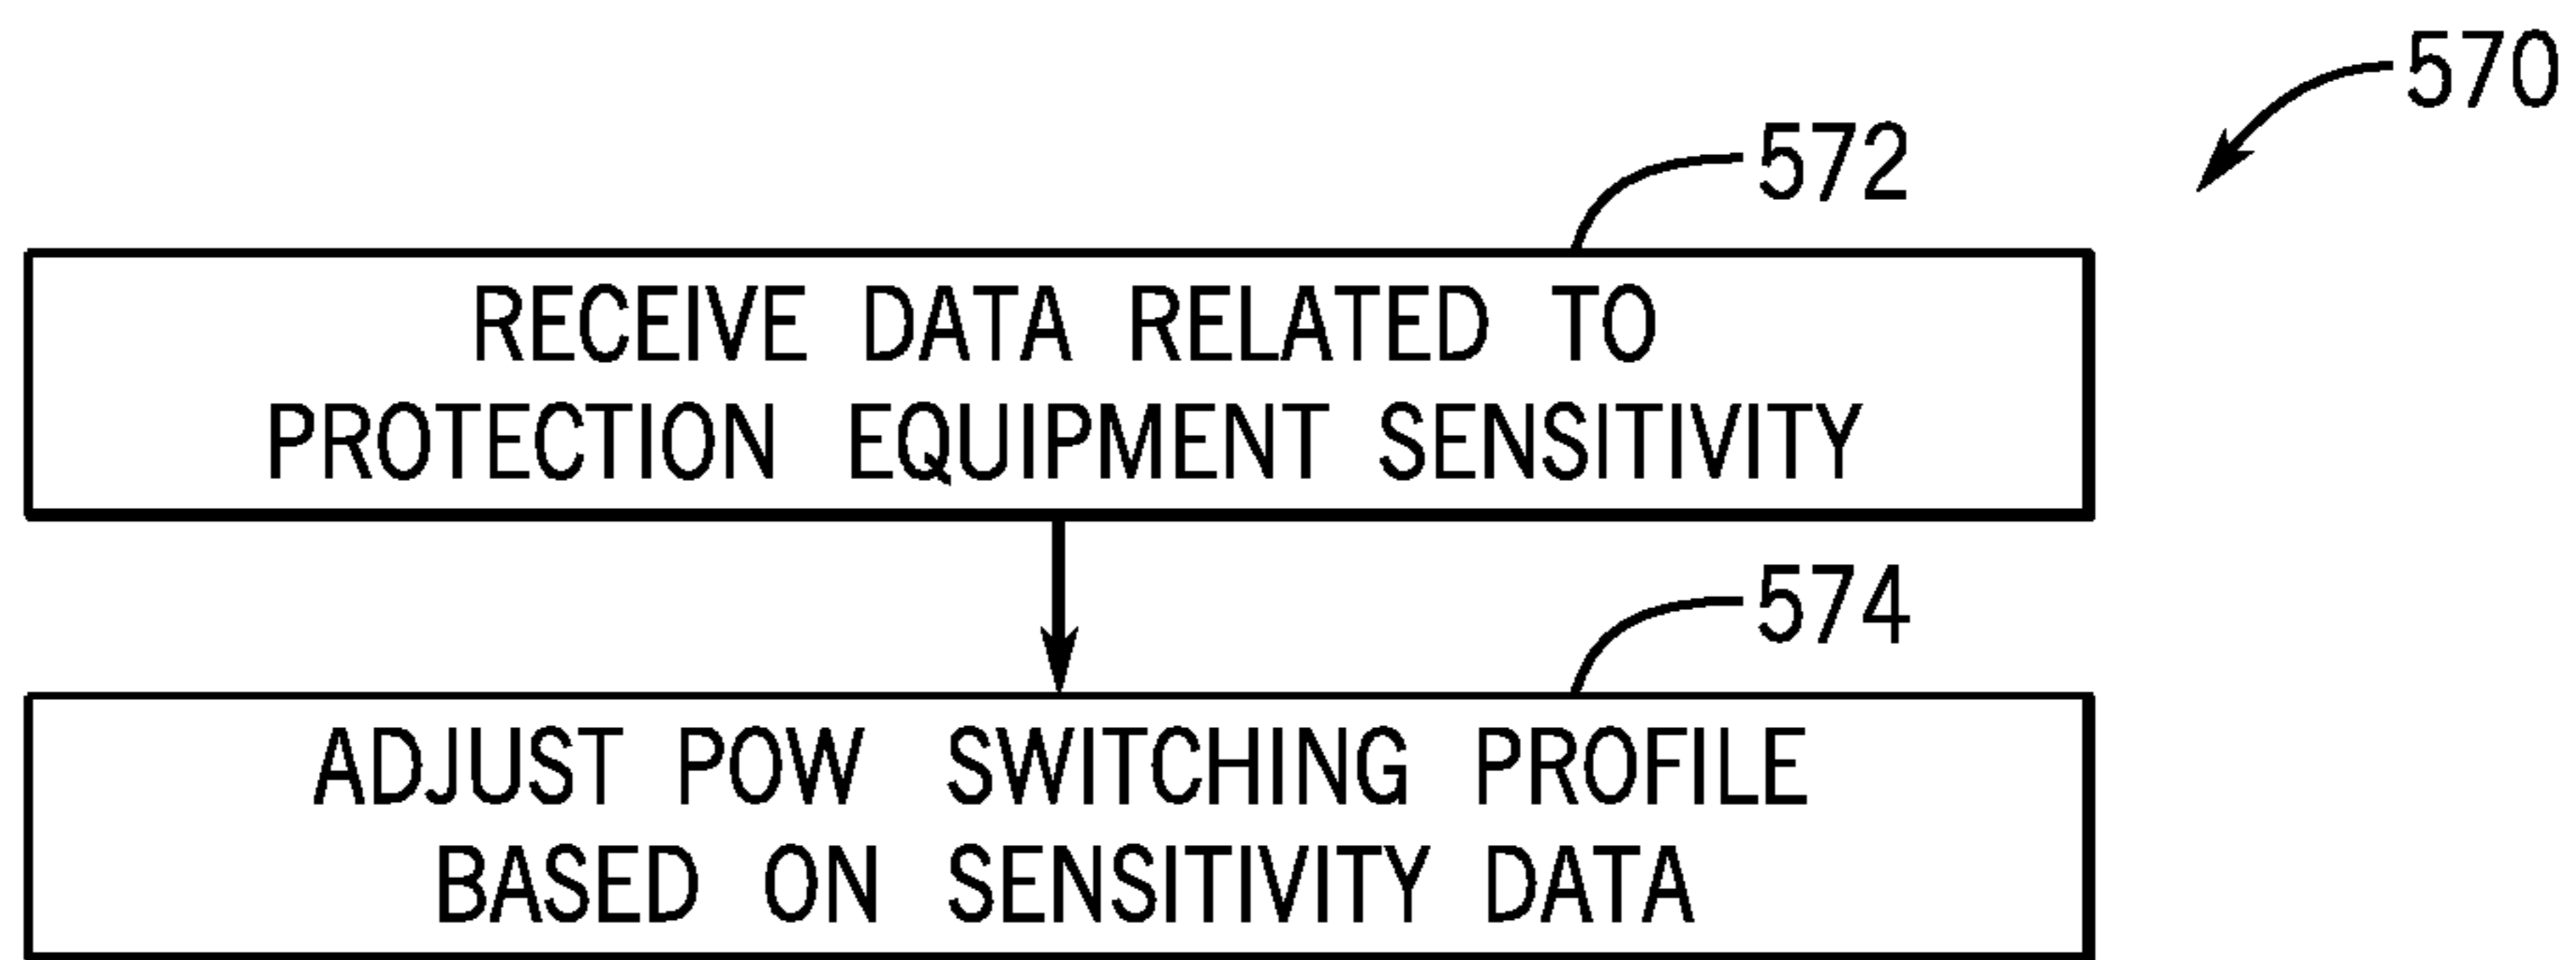 570
572
RECEIVE DATA RELATED TO
PROTECTION EQUIPMENT SENSITIVITY
574
ADJUST POW SWITCHING PROFILE
BASED ON SENSITIVITY DATA